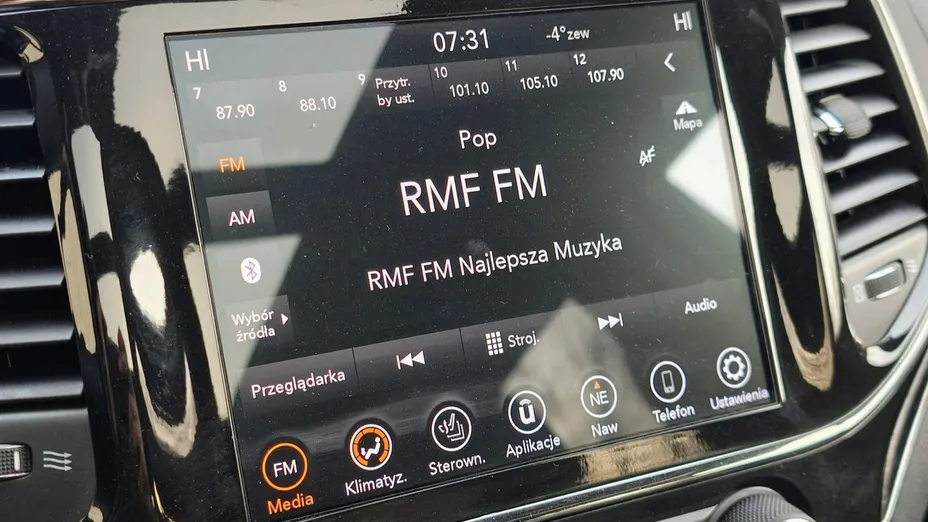 HI
07:31
-4°zew
HI
7
87.90
8
88.10
9
Przytr.
by ust.
10
101.10
11
105.10
12
107.90
Mapa
Pop
AF
FM
RMF FM
AM
RMF FM Najlepsza Muzyka
Wybór
źródła
Przeglądarka
Stroj.
Audio
FM
Media
Klimatyz.
Sterown.
Aplikacje
NE
Naw
Telefon
Ustawienia